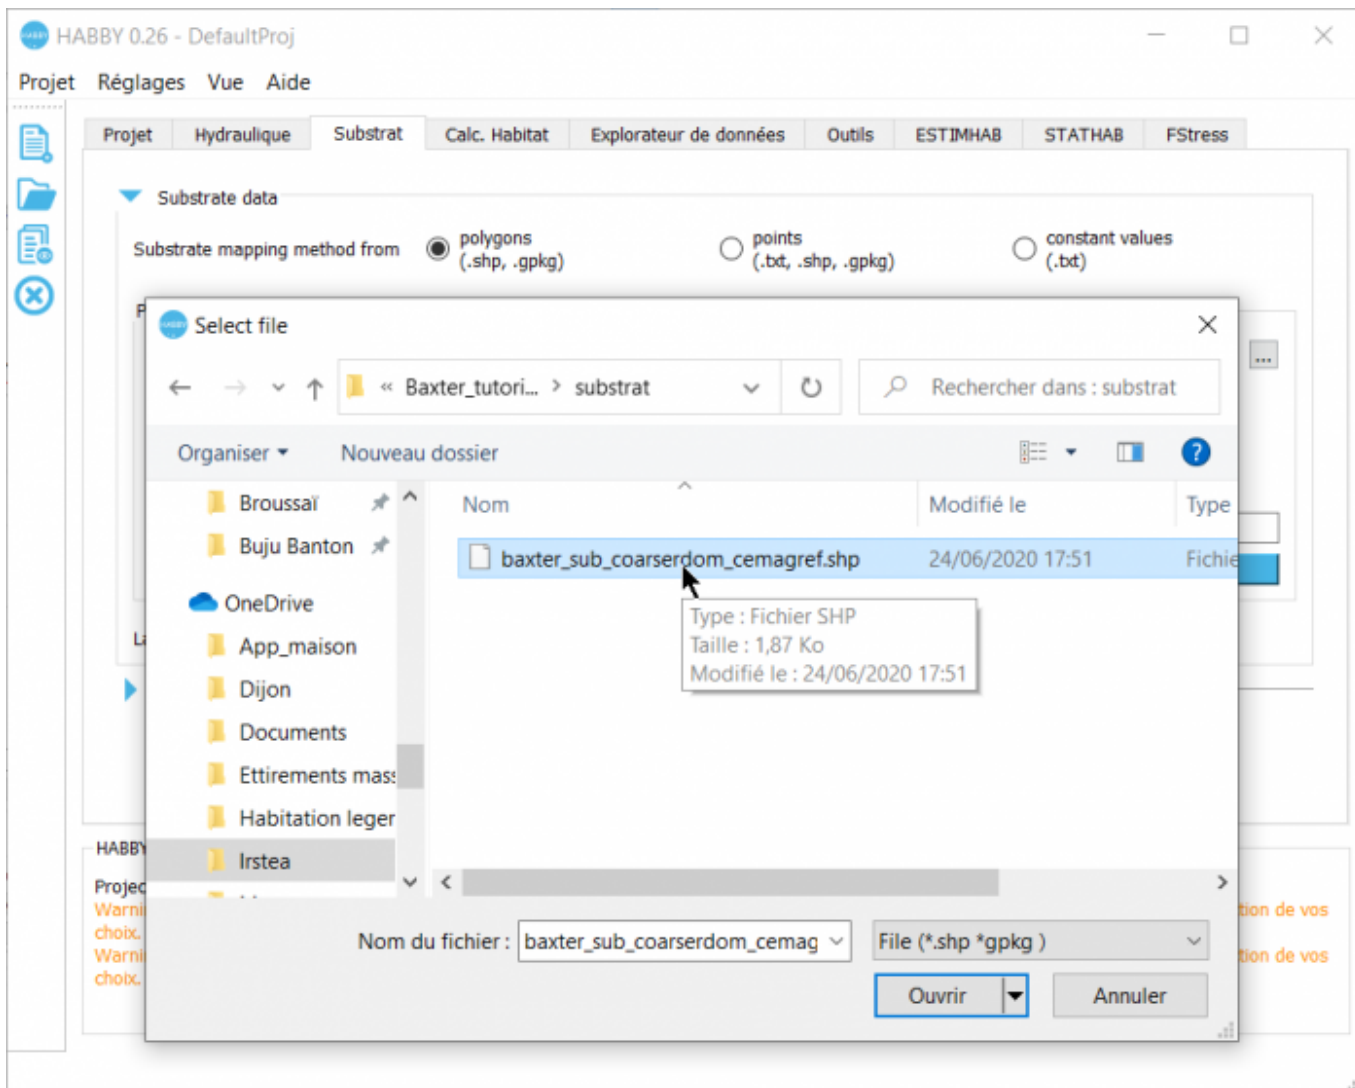 HABBY 0.26 - DefaultProj
Projet Réglages Vue Aide
Projet Hydraulique Substrat Calc. Habitat Explorateur de données Outils ESTIMHAB STATHAB FStress
Substrate data
Substrate mapping method from
polygons
(.shp, .gpkg)
points
(.txt, .shp, .gpkg)
constant values
(.txt)
...
Select file
« Baxter_tutori... > substrat
Rechercher dans : substrat
Organiser
Nouveau dossier
?
Nom Modifié le Type
Broussaï
Buju Banton
OneDrive
App_maison
Dijon
Documents
Ettirements mass
Habitation leger
Irstea
baxter_sub_coarserdom_cemagref.shp 24/06/2020 17:51 Fichie
Type : Fichier SHP
Taille : 1,87 Ko
Modifié le : 24/06/2020 17:51
Nom du fichier : baxter_sub_coarserdom_cemag File (*.shp *gpkg )
Ouvrir Annuler
HABBY
Projec
Warni
tion de vos
choix.
Warni
tion de vos
choix.